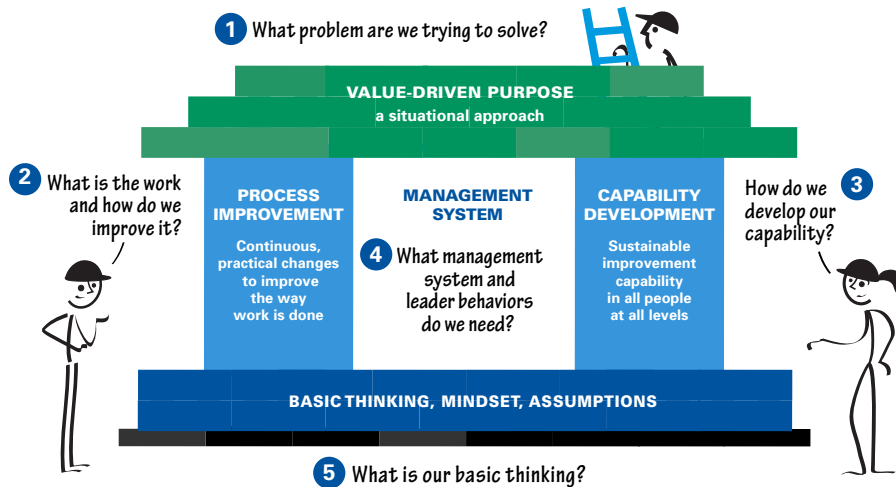 1 What problem are we trying to solve?
VALUE-DRIVEN PURPOSE
a situational approach
2 What is the work
and how do we
improve it?
PROCESS
IMPROVEMENT
Continuous,
practical changes
to improve
the way
work is done
MANAGEMENT
SYSTEM
4 What management
system and
leader behaviors
do we need?
CAPABILITY
DEVELOPMENT
Sustainable
improvement
capability
in all people
at all levels
How do we 3
develop our
capability?
BASIC THINKING, MINDSET, ASSUMPTIONS
5 What is our basic thinking?